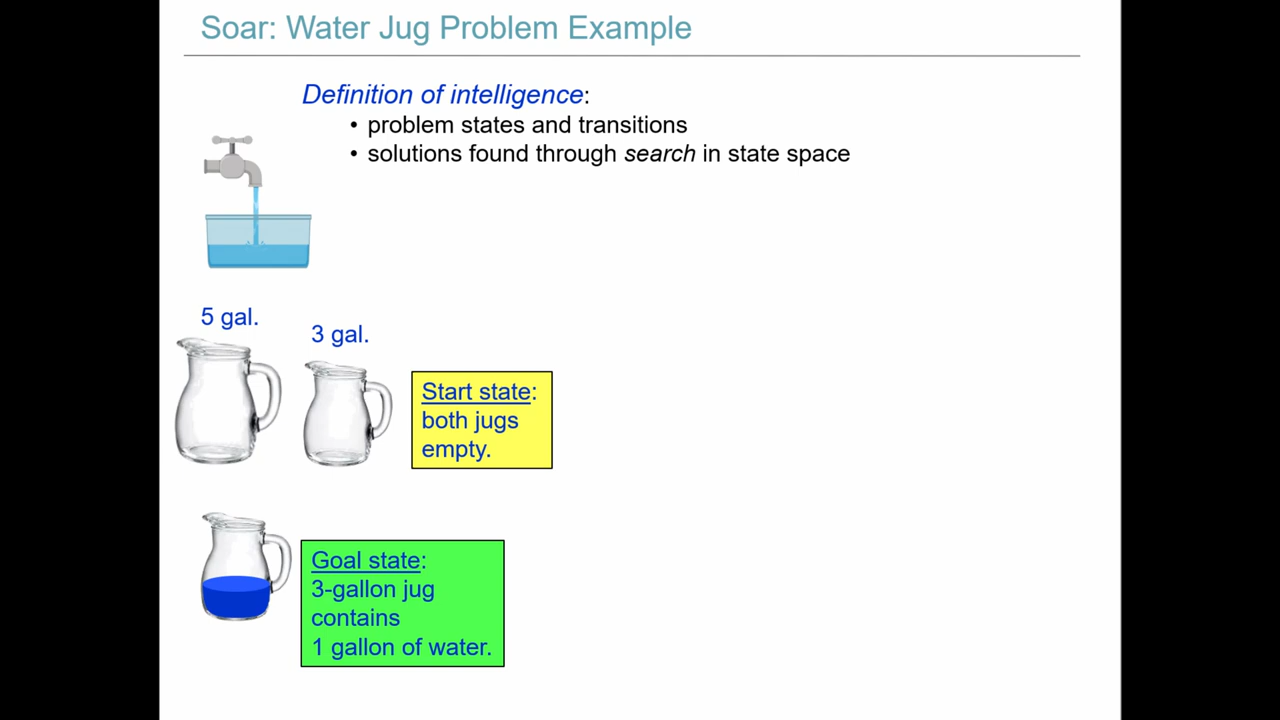 Soar: Water Jug Problem Example
Definition of intelligence:
• problem states and transitions
• solutions found through search in state space
5 gal.
3 gal.
Start state:
both jugs
empty.
Goal state:
3-gallon jug
contains
1 gallon of water.